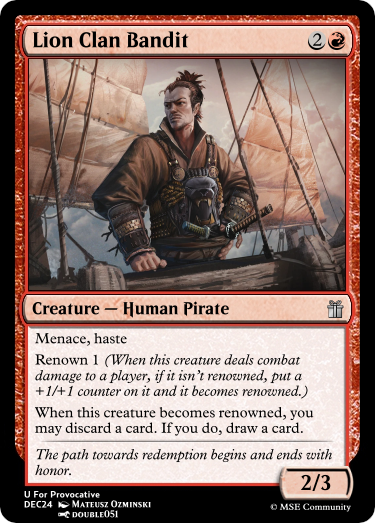 Lion Clan Bandit 2
Creature — Human Pirate
Menace, haste
Renown 1 (When this creature deals combat
damage to a player, if it isn't renowned, put a
+1/+1 counter on it and it becomes renowned.)
When this creature becomes renowned, you
may discard a card. If you do, draw a card.
The path towards redemption begins and ends with
honor.
2/3
U For Provocative
DEC24 Mateusz Ozminski © MSE Community
double051